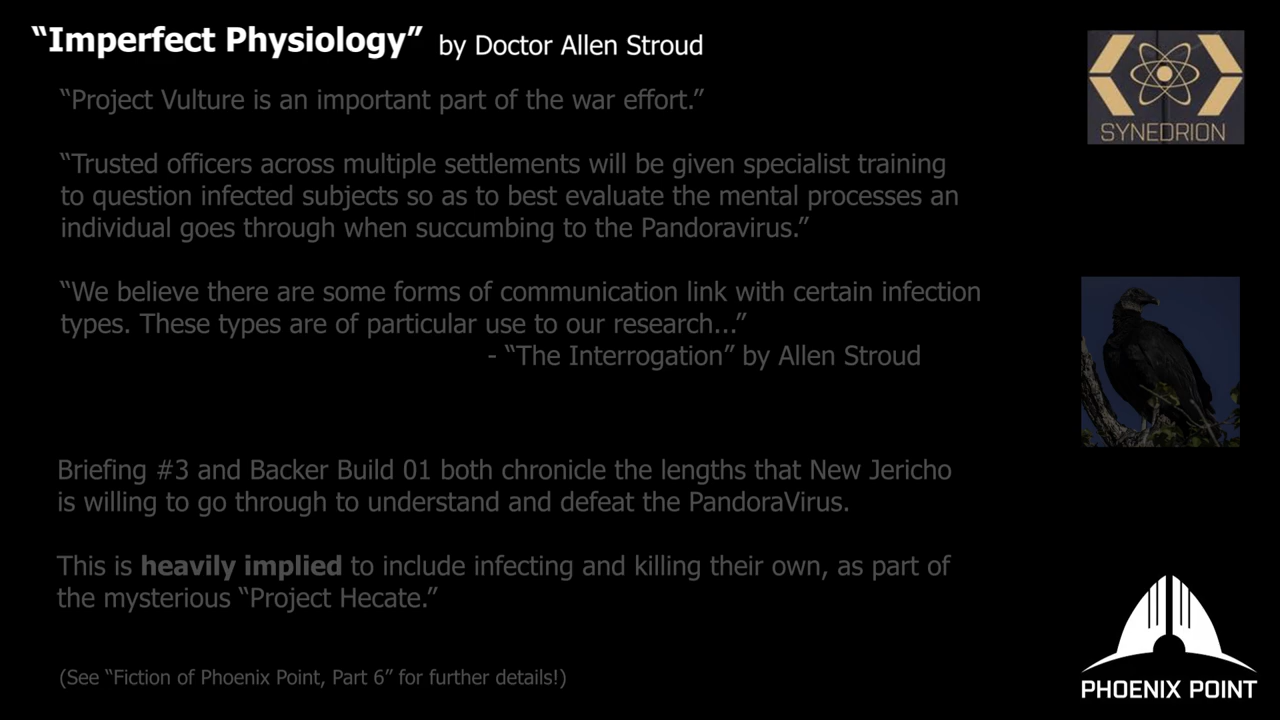 “Imperfect Physiology” by Doctor Allen Stroud
SYNEDRION
“Project Vulture is an important part of the war effort.”
“Trusted officers across multiple settlements will be given specialist training
to question infected subjects so as to best evaluate the mental processes an
individual goes through when succumbing to the Pandoravirus.”
“We believe there are some forms of communication link with certain infection
types. These types are of particular use to our research...”
- “The Interrogation” by Allen Stroud
Briefing #3 and Backer Build 01 both chronicle the lengths that New Jericho
is willing to go through to understand and defeat the PandoraVirus.
This is heavily implied to include infecting and killing their own, as part of
the mysterious “Project Hecate.”
(See “Fiction of Phoenix Point, Part 6” for further details!)
PHOENIX POINT